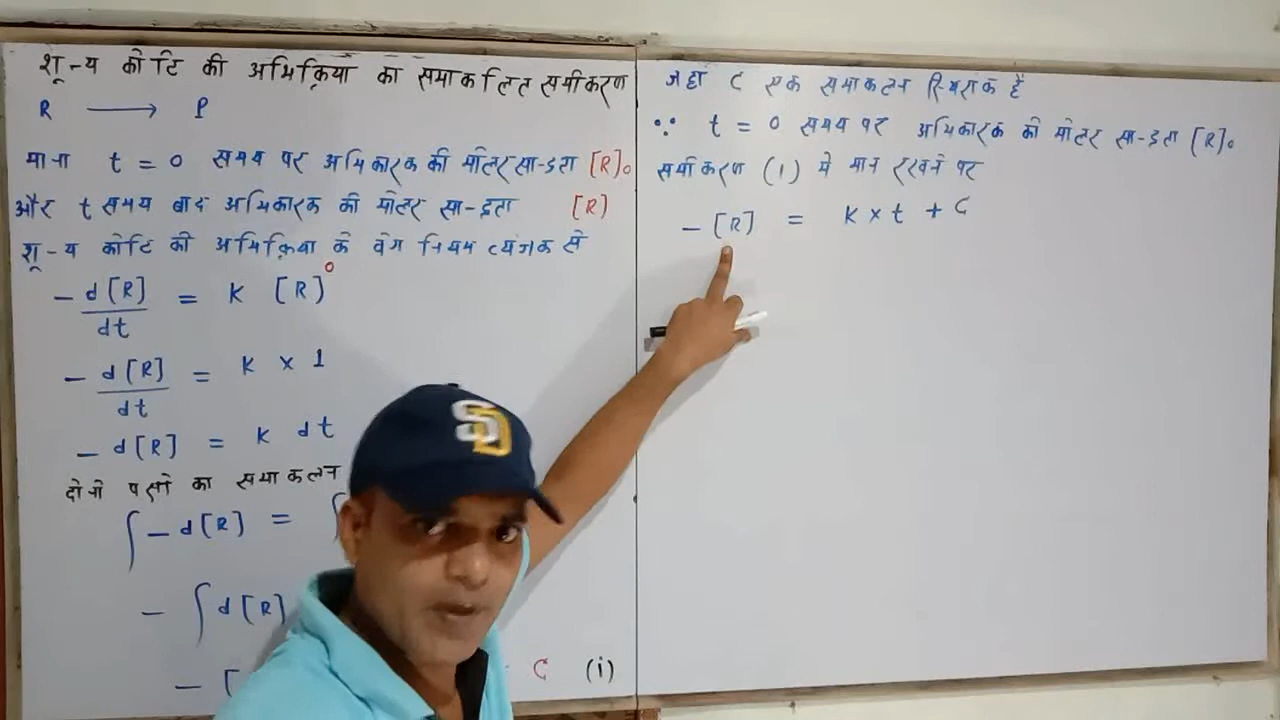 शून्य कोटि की अभिक्रिया का समाकलित समीकरण
R ⟶ P
माना t = 0 समय पर अभिकारक की मोलर सान्द्रता [R]₀
और t समय बाद अभिकारक की मोलर सान्द्रता [R]
शून्य कोटि की अभिक्रिया के वेग नियम व्यंजक से
- d[R]/dt = K [R]⁰
- d[R]/dt = K × 1
- d[R] = K dt
दोनो पक्षो का समाकलन
∫ - d[R] = ∫
- ∫ d[R]
- [ C (i)
जहाँ C एक समाकलन स्थिरांक है
∵ t = 0 समय पर अभिकारक की मोलर सान्द्रता [R]₀
समीकरण (1) में मान रखने पर
- [R] = K × t + C
SD